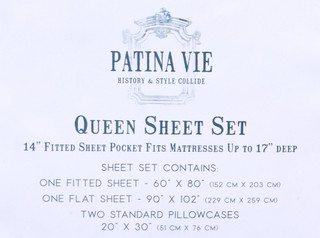 PATINA VIE
HISTORY & STYLE COLLIDE
QUEEN SHEET SET
14" FITTED SHEET POCKET FITS MATTRESSES UP TO 17" DEEP
SHEET SET CONTAINS:
ONE FITTED SHEET - 60" X 80" (152 CM X 203 CM)
ONE FLAT SHEET - 90" X 102" (229 CM X 259 CM)
TWO STANDARD PILLOWCASES
20" X 30" (51 CM X 76 CM)